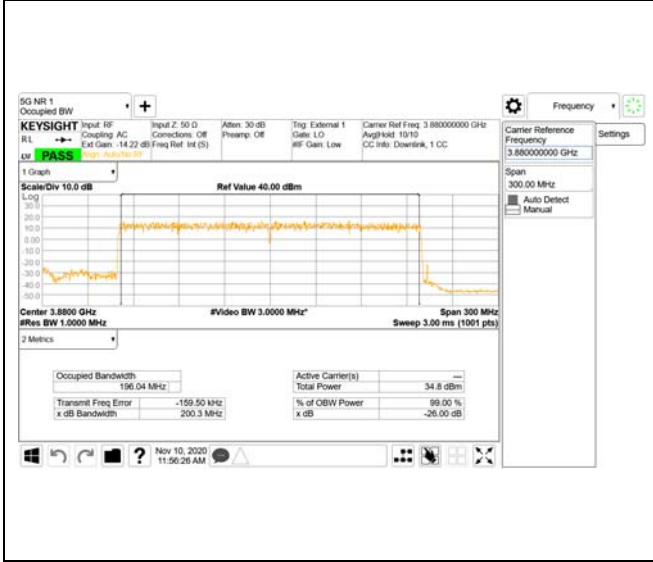 5G NR 1
Occupied BW
+
Frequency
KEYSIGHT
Input: RF
Input Z: 50 Ω
Atten: 30 dB
Trig: External 1
Carrier Ref Freq: 3.880000000 GHz
R L
Coupling: AC
Corrections: Off
Preamp: Off
Gate: LO
Avg|Hold: 10/10
Ext Gain: -14.22 dB
Freq Ref: Int (S)
#IF Gain: Low
CC Info: Downlink, 1 CC
PASS
Align: Auto/No RF
Carrier Reference
Frequency
3.880000000 GHz
Settings
Span
300.00 MHz
Auto Detect
Manual
1 Graph
Scale/Div 10.0 dB
Ref Value 40.00 dBm
Log
30.0
20.0
10.0
0.00
-10.0
-20.0
-30.0
-40.0
-50.0
Center 3.8800 GHz
#Video BW 3.0000 MHz*
Span 300 MHz
#Res BW 1.0000 MHz
Sweep 3.00 ms (1001 pts)
2 Metrics
Occupied Bandwidth
196.04 MHz
Active Carrier(s)
---
Total Power
34.8 dBm
Transmit Freq Error
-159.50 kHz
% of OBW Power
99.00 %
x dB Bandwidth
200.3 MHz
x dB
-26.00 dB
?
Nov 10, 2020
11:56:26 AM